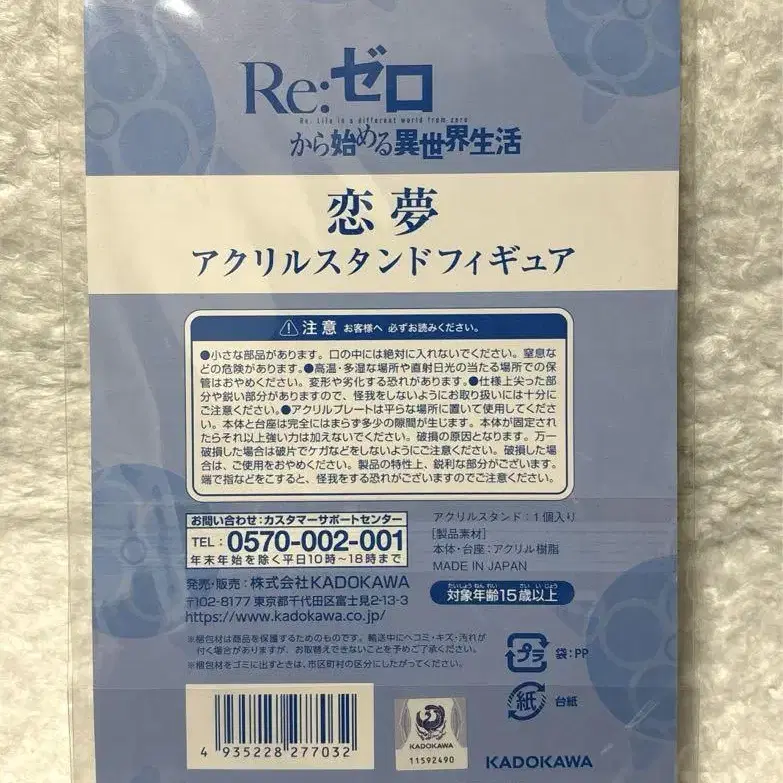 Re:ゼロ
Re: Life in a different world from zero
から始める異世界生活
恋夢
アクリルスタンドフィギュア
注意 お客様へ 必ずお読みください。
●小さな部品があります。口の中には絶対に入れないでください。窒息な
どの危険があります。●高温・多湿な場所や直射日光の当たる場所での保
管はおやめください。変形や劣化する恐れがあります。●仕様上尖った部
分や鋭い部分がありますので、怪我をしないようにお取り扱いには十分に
ご注意ください。●アクリルプレートは平らな場所に置いて使用してくださ
い。本体と台座は完全にはまらず多少の隙間が生じます。本体が固定され
たらそれ以上強い力は加えないでください。破損の原因となります。万一
破損した場合は破片でケガなどをしないようにご注意ください。破損した場
合は、ご使用をおやめください。製品の特性上、鋭利な部分がございます。
端で指などをこすると、怪我をする恐れがございますのでご注意ください。
お問い合わせ:カスタマーサポートセンター
TEL:0570-002-001
年末年始を除く平日10時~18時まで
発売・販売:株式会社KADOKAWA
〒102-8177 東京都千代田区富士見2-13-3
https://www.kadokawa.co.jp/
アクリルスタンド:1個入り
[製品素材]
本体・台座:アクリル樹脂
MADE IN JAPAN
たいしょうねんれい さい いじょう
対象年齢15歳以上
※梱包材は商品を保護するためのものです。輸送中にヘコミ・キズ・汚れが
付く場合がありますが、お取替えできないことを予めご了承ください。
※梱包材をゴミに出すときは、市区町村の区分にしたがってください。
プラ 袋:PP
紙 台紙
4 935228 277032
KADOKAWA
11592490
KADOKAWA